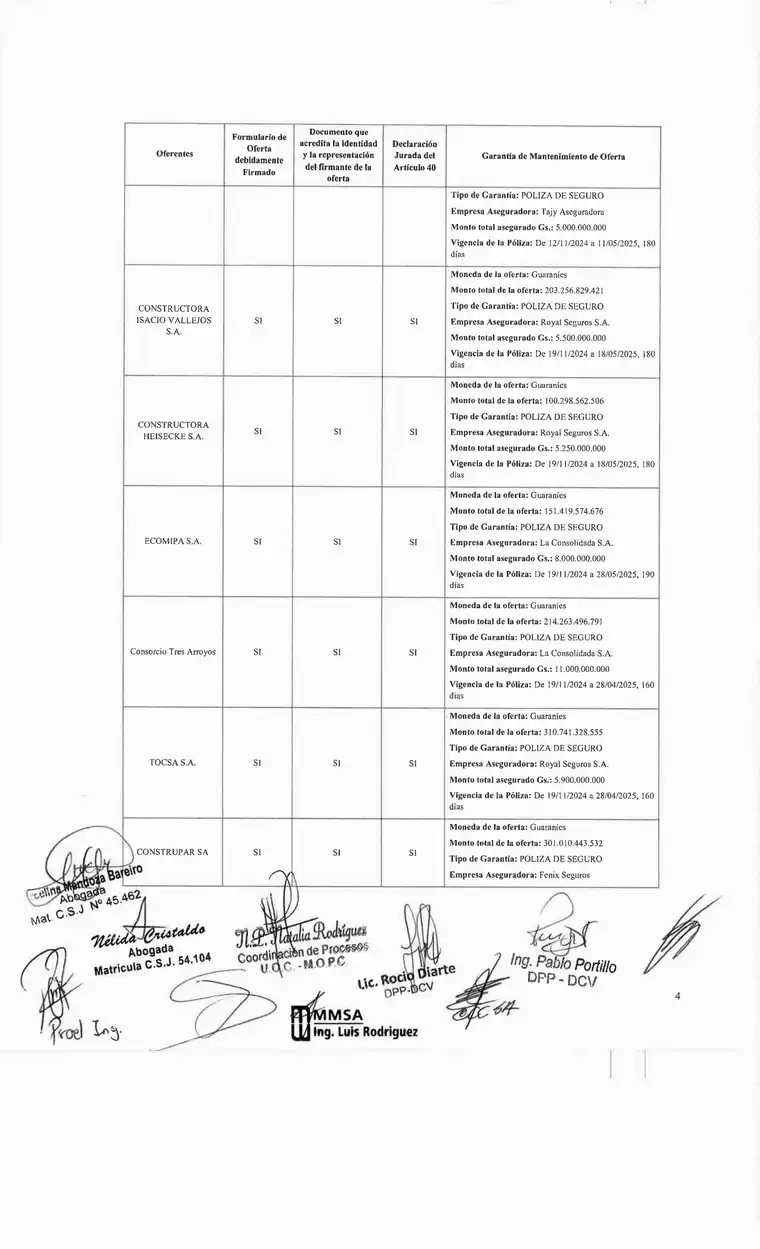 Oferentes
Formulario de
Oferta
debidamente
Firmado
Documento que
acredita la identidad
y la representación
del firmante de la
oferta
Declaración
Jurada del
Artículo 40
Garantía de Mantenimiento de Oferta
Tipo de Garantía: POLIZA DE SEGURO
Empresa Aseguradora: Tajy Aseguradora
Monto total asegurado Gs.: 5.000.000.000
Vigencia de la Póliza: De 12/11/2024 a 11/05/2025, 180
días
CONSTRUCTORA
ISACIO VALLEJOS
S.A.
SI
SI
SI
Moneda de la oferta: Guaraníes
Monto total de la oferta: 203.256.829.421
Tipo de Garantía: POLIZA DE SEGURO
Empresa Aseguradora: Royal Seguros S.A.
Monto total asegurado Gs.: 5.500.000.000
Vigencia de la Póliza: De 19/11/2024 a 18/05/2025, 180
días
CONSTRUCTORA
HEISECKE S.A.
SI
SI
SI
Moneda de la oferta: Guaraníes
Monto total de la oferta: 100.298.562.506
Tipo de Garantía: POLIZA DE SEGURO
Empresa Aseguradora: Royal Seguros S.A.
Monto total asegurado Gs.: 5.250.000.000
Vigencia de la Póliza: De 19/11/2024 a 18/05/2025, 180
días
ECOMIPA S.A.
SI
SI
SI
Moneda de la oferta: Guaraníes
Monto total de la oferta: 151.419.574.676
Tipo de Garantía: POLIZA DE SEGURO
Empresa Aseguradora: La Consolidada S.A.
Monto total asegurado Gs.: 8.000.000.000
Vigencia de la Póliza: De 19/11/2024 a 28/05/2025, 190
días
Consorcio Tres Arroyos
SI
SI
SI
Moneda de la oferta: Guaraníes
Monto total de la oferta: 214.263.496.791
Tipo de Garantía: POLIZA DE SEGURO
Empresa Aseguradora: La Consolidada S.A.
Monto total asegurado Gs.: 11.000.000.000
Vigencia de la Póliza: De 19/11/2024 a 28/04/2025, 160
días
TOCSA S.A.
SI
SI
SI
Moneda de la oferta: Guaraníes
Monto total de la oferta: 310.741.328.555
Tipo de Garantía: POLIZA DE SEGURO
Empresa Aseguradora: Royal Seguros S.A.
Monto total asegurado Gs.: 5.900.000.000
Vigencia de la Póliza: De 19/11/2024 a 28/04/2025, 160
días
CONSTRUPAR SA
SI
SI
SI
Moneda de la oferta: Guaraníes
Monto total de la oferta: 301.010.443.532
Tipo de Garantía: POLIZA DE SEGURO
Empresa Aseguradora: Fenix Seguros
Mendoza Bareiro
Abogada
Mat. C.S.J Nº 45.462
Nélida Cristaldo
Abogada
Matricula C.S.J. 54.104
N.P. Natalia Rodríguez
Coordinación de Procesos
U.O.C. - M.O.P.C
Lic. Rocio Diarte
DPP-DCV
Ing. Pablo Portillo
DPP - DCV
Proel Ing.
MMSA
Ing. Luis Rodriguez
4